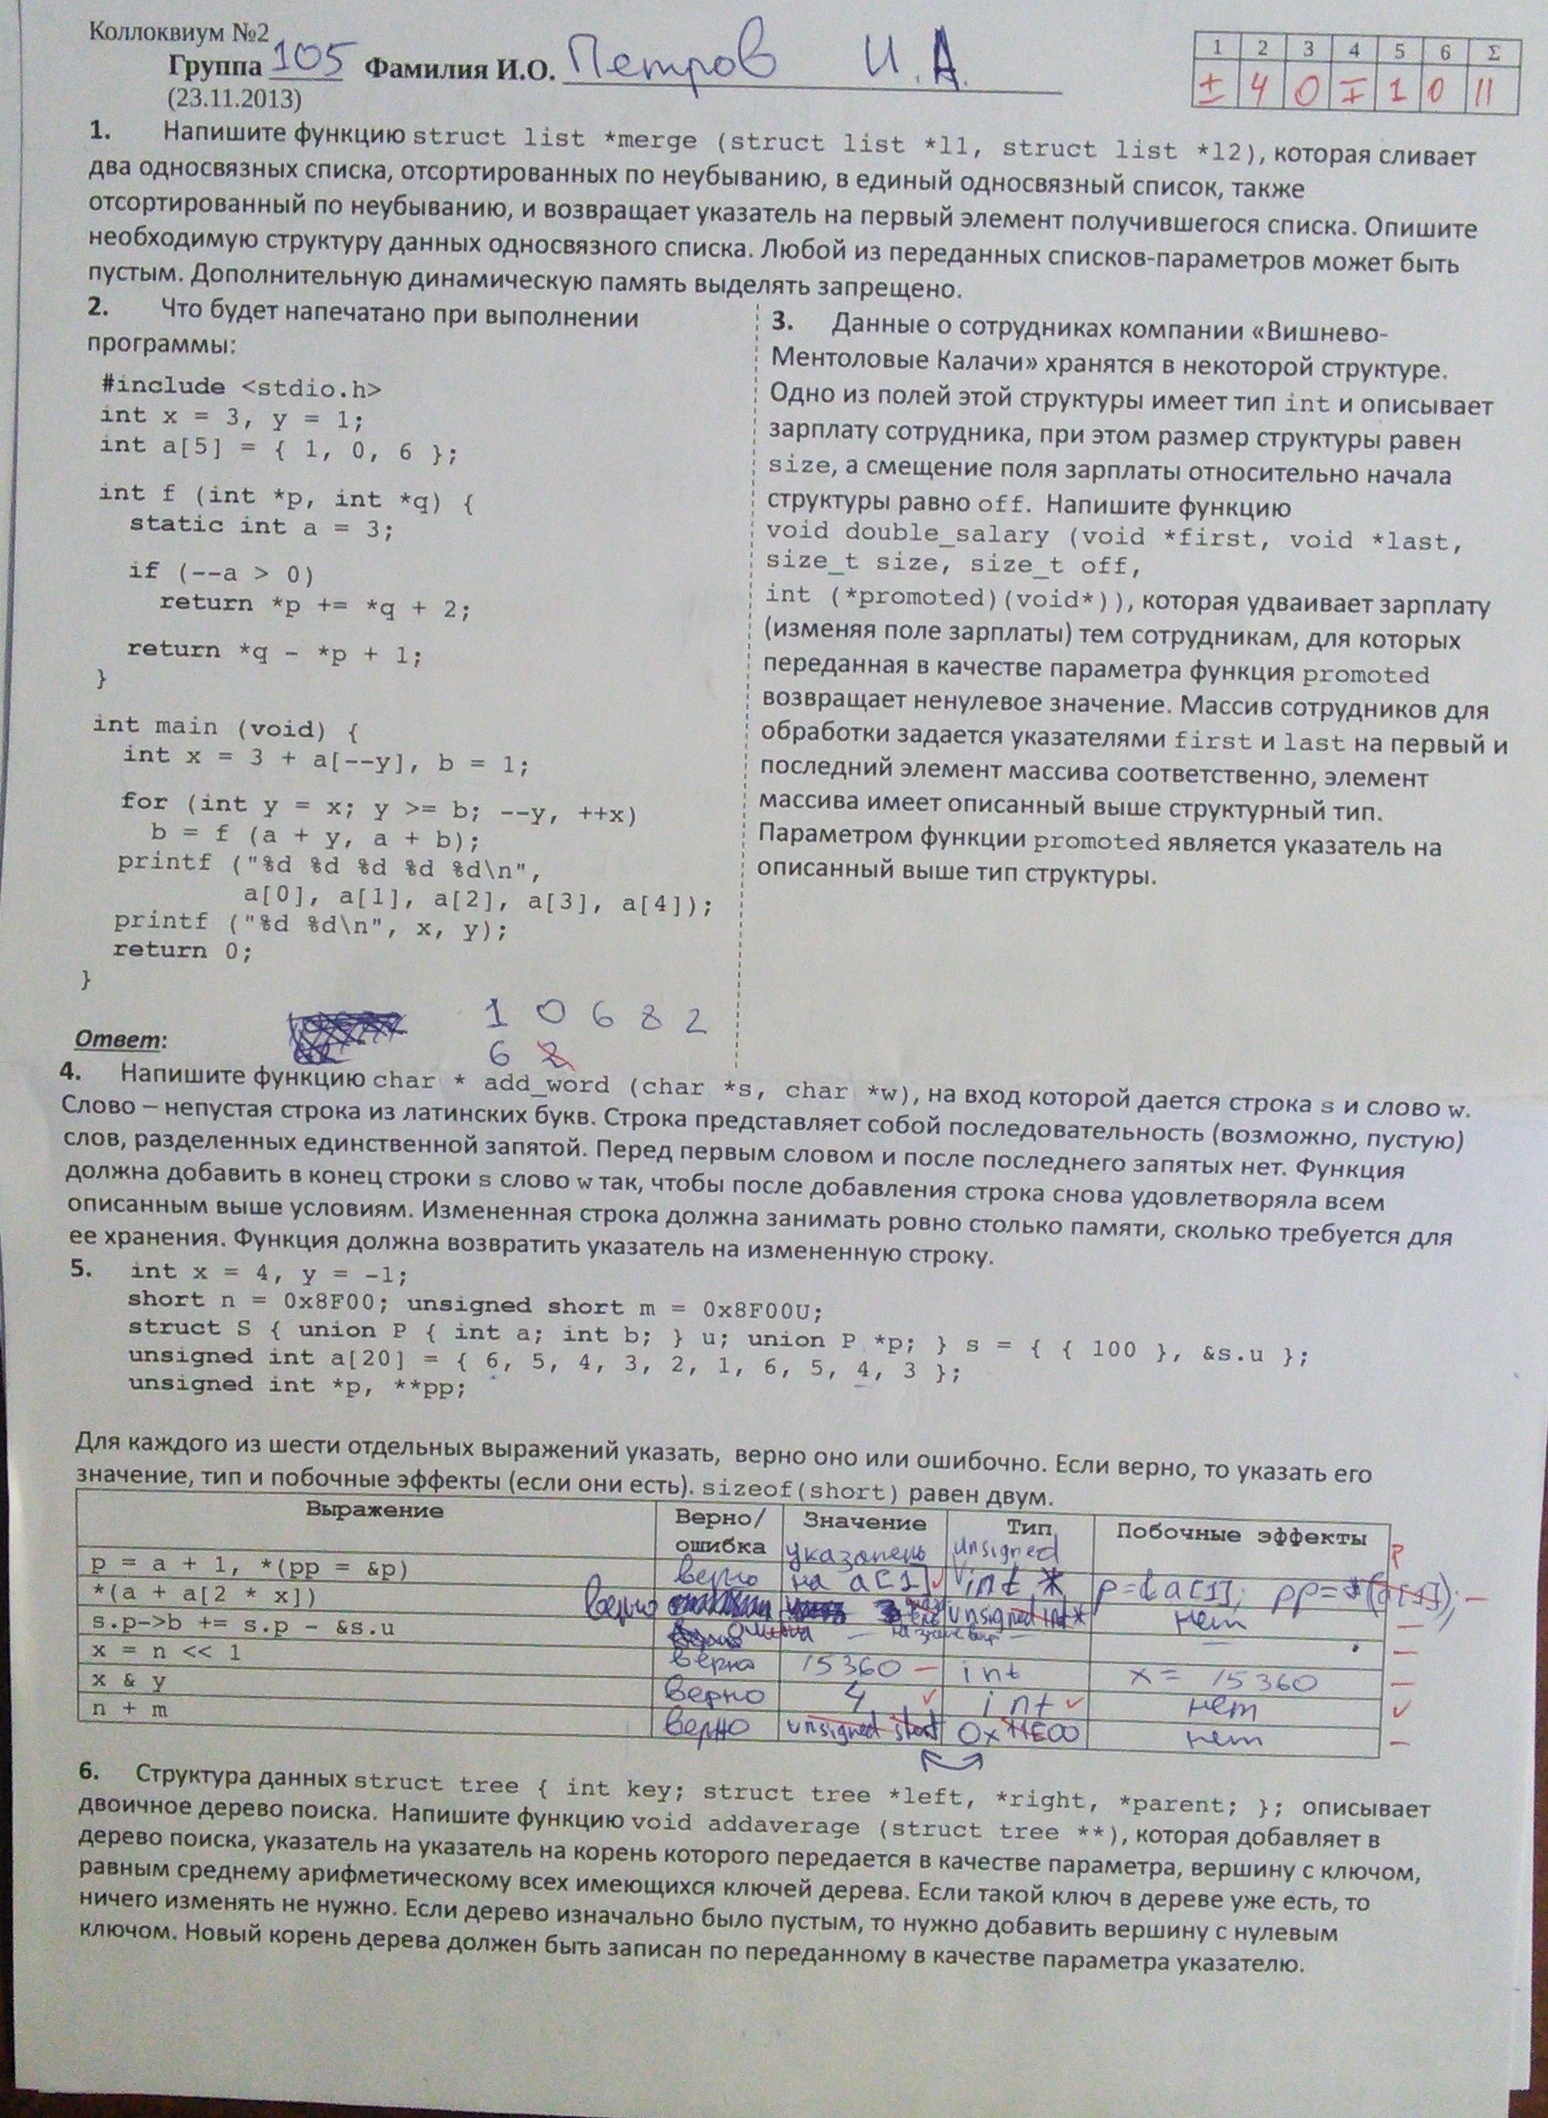 Коллоквиум №2
Группа 105 Фамилия И.О. Петров И.А.
(23.11.2013)
1 2 3 4 5 6 Σ
± 4 0 ∓ 1 0 11
1. Напишите функцию struct list *merge (struct list *l1, struct list *l2), которая сливает
два односвязных списка, отсортированных по неубыванию, в единый односвязный список, также
отсортированный по неубыванию, и возвращает указатель на первый элемент получившегося списка. Опишите
необходимую структуру данных односвязного списка. Любой из переданных списков-параметров может быть
пустым. Дополнительную динамическую память выделять запрещено.
2. Что будет напечатано при выполнении
программы:
#include <stdio.h>
int x = 3, y = 1;
int a[5] = { 1, 0, 6 };
int f (int *p, int *q) {
static int a = 3;
if (--a > 0)
return *p += *q + 2;
return *q - *p + 1;
}
int main (void) {
int x = 3 + a[--y], b = 1;
for (int y = x; y >= b; --y, ++x)
b = f (a + y, a + b);
printf ("%d %d %d %d %d\n",
a[0], a[1], a[2], a[3], a[4]);
printf ("%d %d\n", x, y);
return 0;
}
Ответ:
1 0 6 8 2
6 2
3. Данные о сотрудниках компании «Вишнево-
Ментоловые Калачи» хранятся в некоторой структуре.
Одно из полей этой структуры имеет тип int и описывает
зарплату сотрудника, при этом размер структуры равен
size, а смещение поля зарплаты относительно начала
структуры равно off. Напишите функцию
void double_salary (void *first, void *last,
size_t size, size_t off,
int (*promoted)(void*)), которая удваивает зарплату
(изменяя поле зарплаты) тем сотрудникам, для которых
переданная в качестве параметра функция promoted
возвращает ненулевое значение. Массив сотрудников для
обработки задается указателями first и last на первый и
последний элемент массива соответственно, элемент
массива имеет описанный выше структурный тип.
Параметром функции promoted является указатель на
описанный выше тип структуры.
4. Напишите функцию char * add_word (char *s, char *w), на вход которой дается строка s и слово w.
Слово – непустая строка из латинских букв. Строка представляет собой последовательность (возможно, пустую)
слов, разделенных единственной запятой. Перед первым словом и после последнего запятых нет. Функция
должна добавить в конец строки s слово w так, чтобы после добавления строка снова удовлетворяла всем
описанным выше условиям. Измененная строка должна занимать ровно столько памяти, сколько требуется для
ее хранения. Функция должна возвратить указатель на измененную строку.
5. int x = 4, y = -1;
short n = 0x8F00; unsigned short m = 0x8F00U;
struct S { union P { int a; int b; } u; union P *p; } s = { { 100 }, &s.u };
unsigned int a[20] = { 6, 5, 4, 3, 2, 1, 6, 5, 4, 3 };
unsigned int *p, **pp;
Для каждого из шести отдельных выражений указать, верно оно или ошибочно. Если верно, то указать его
значение, тип и побочные эффекты (если они есть). sizeof(short) равен двум.
Выражение Верно/ошибка Значение Тип Побочные эффекты
p = a + 1, *(pp = &p) верно указатель на a[1] unsigned int *
*(a + a[2 * x]) верно unsigned int* нет
s.p->b += s.p - &s.u ошибка
x = n << 1 верно 15360 int x = 15360
x & y верно 4 int нет
n + m верно unsigned short нет
6. Структура данных struct tree { int key; struct tree *left, *right, *parent; }; описывает
двоичное дерево поиска. Напишите функцию void addaverage (struct tree **), которая добавляет в
дерево поиска, указатель на указатель на корень которого передается в качестве параметра, вершину с ключом,
равным среднему арифметическому всех имеющихся ключей дерева. Если такой ключ в дереве уже есть, то
ничего изменять не нужно. Если дерево изначально было пустым, то нужно добавить вершину с нулевым
ключом. Новый корень дерева должен быть записан по переданному в качестве параметра указателю.